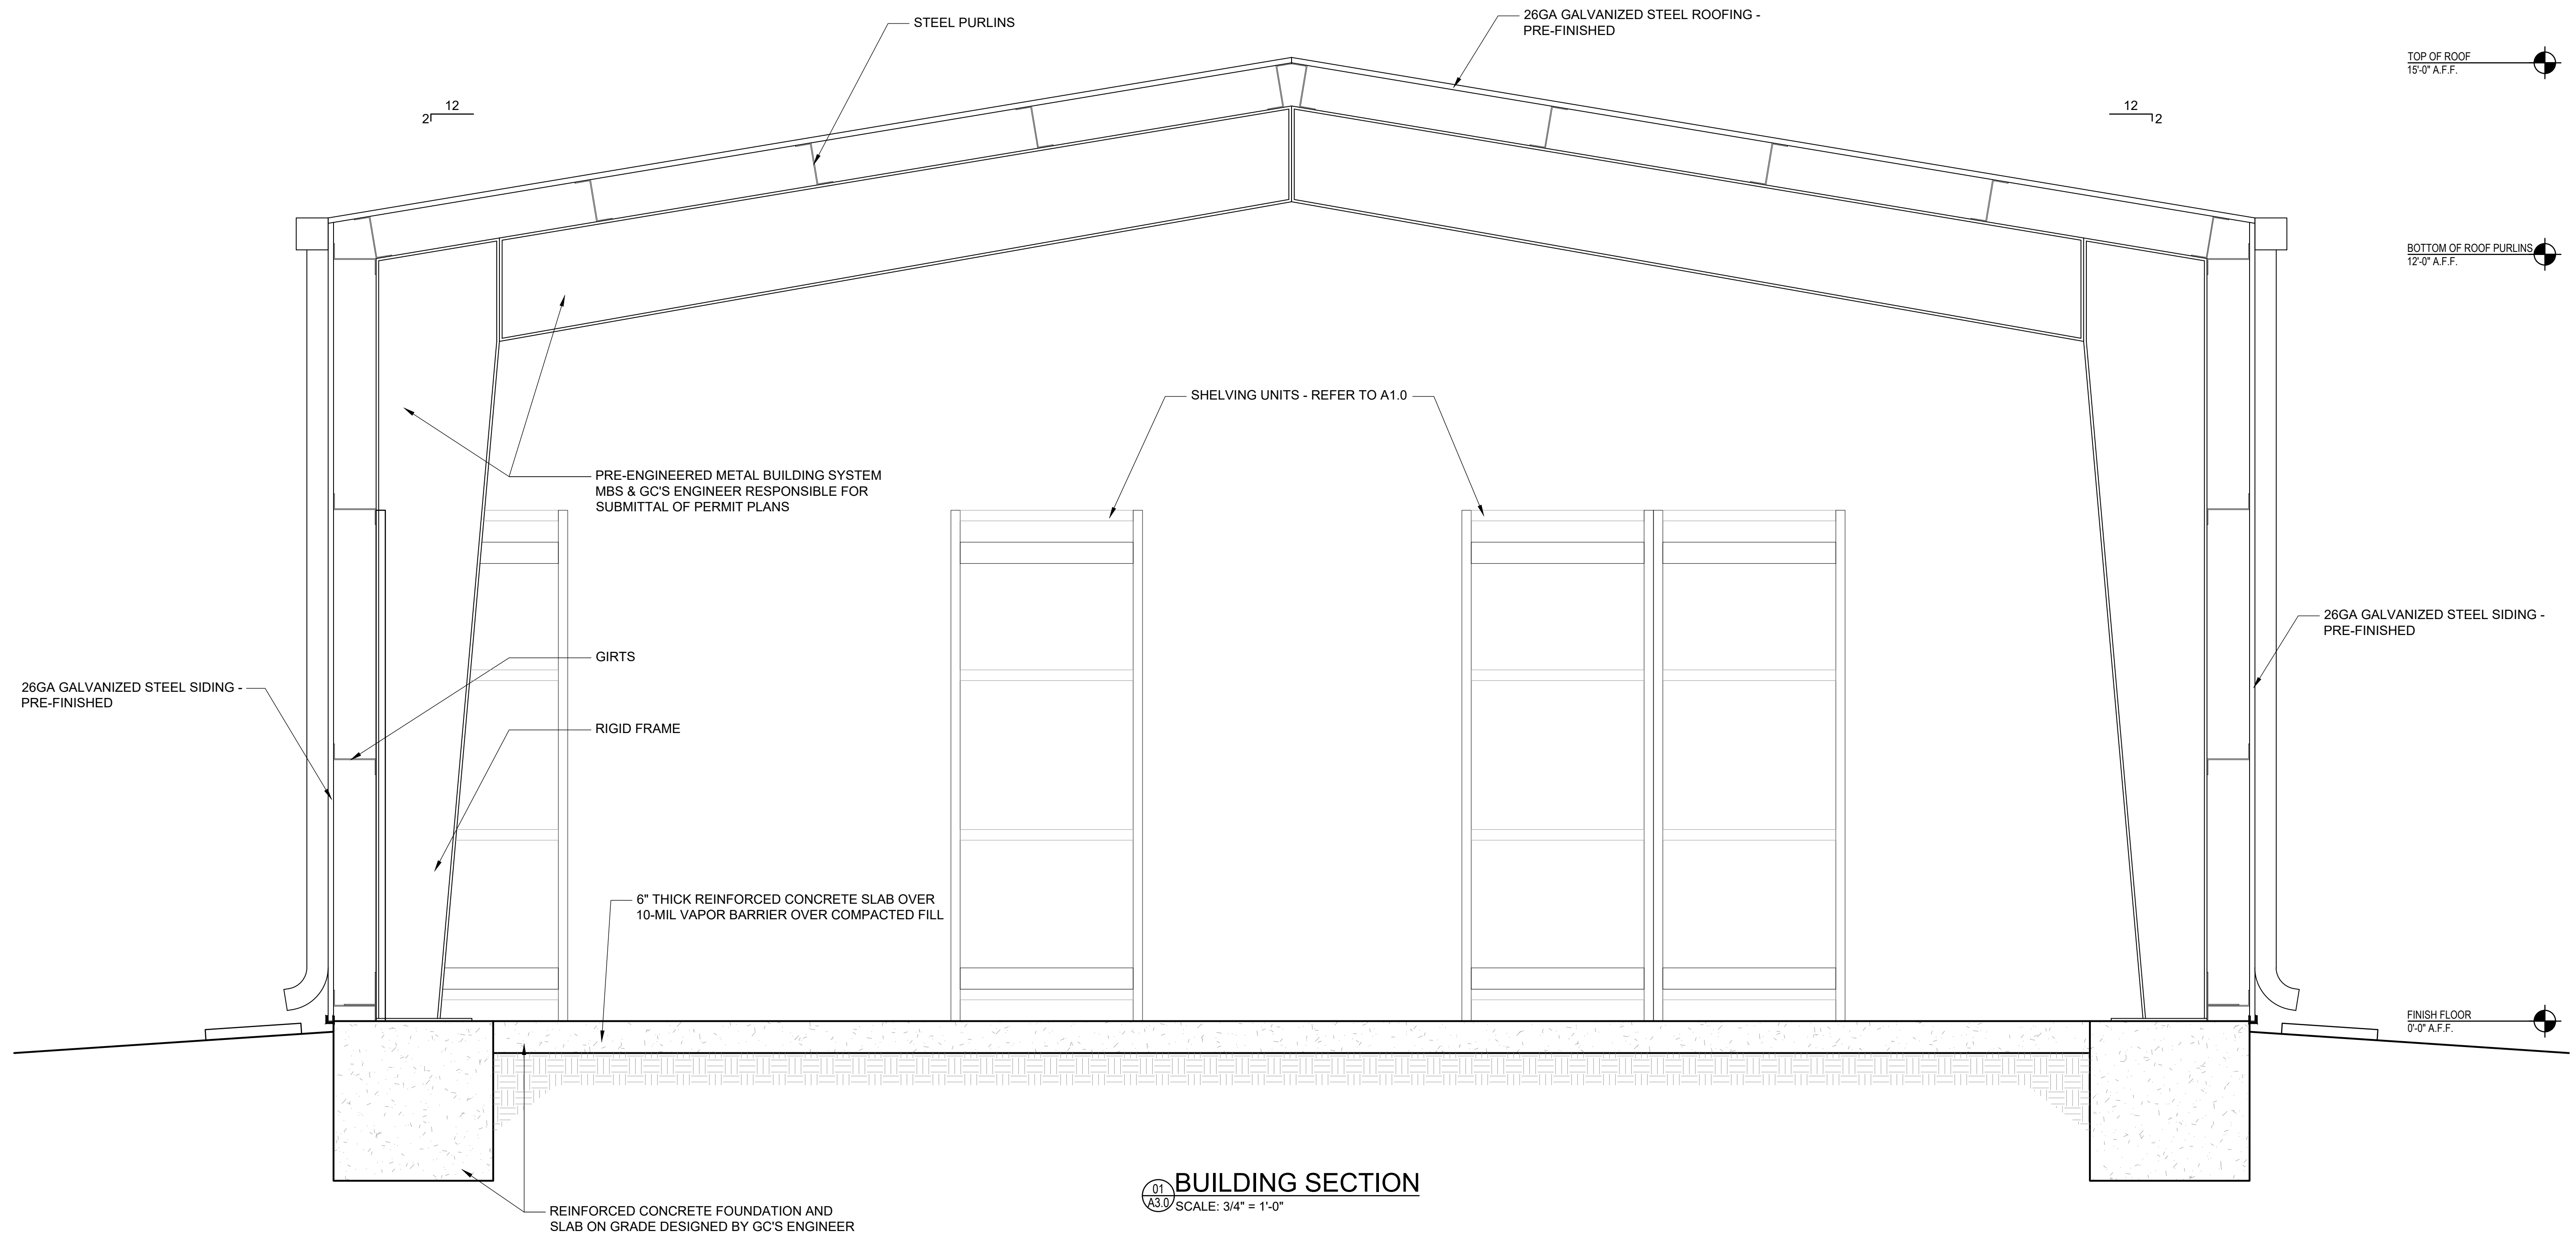 STEEL PURLINS
26GA GALVANIZED STEEL ROOFING -
PRE-FINISHED
TOP OF ROOF
15'-0" A.F.F.
12
2
12
2
BOTTOM OF ROOF PURLINS
12'-0" A.F.F.
SHELVING UNITS - REFER TO A1.0
PRE-ENGINEERED METAL BUILDING SYSTEM
MBS & GC'S ENGINEER RESPONSIBLE FOR
SUBMITTAL OF PERMIT PLANS
26GA GALVANIZED STEEL SIDING -
PRE-FINISHED
GIRTS
26GA GALVANIZED STEEL SIDING -
PRE-FINISHED
RIGID FRAME
6" THICK REINFORCED CONCRETE SLAB OVER
10-MIL VAPOR BARRIER OVER COMPACTED FILL
FINISH FLOOR
0'-0" A.F.F.
01
A3.0
BUILDING SECTION
SCALE: 3/4" = 1'-0"
REINFORCED CONCRETE FOUNDATION AND
SLAB ON GRADE DESIGNED BY GC'S ENGINEER